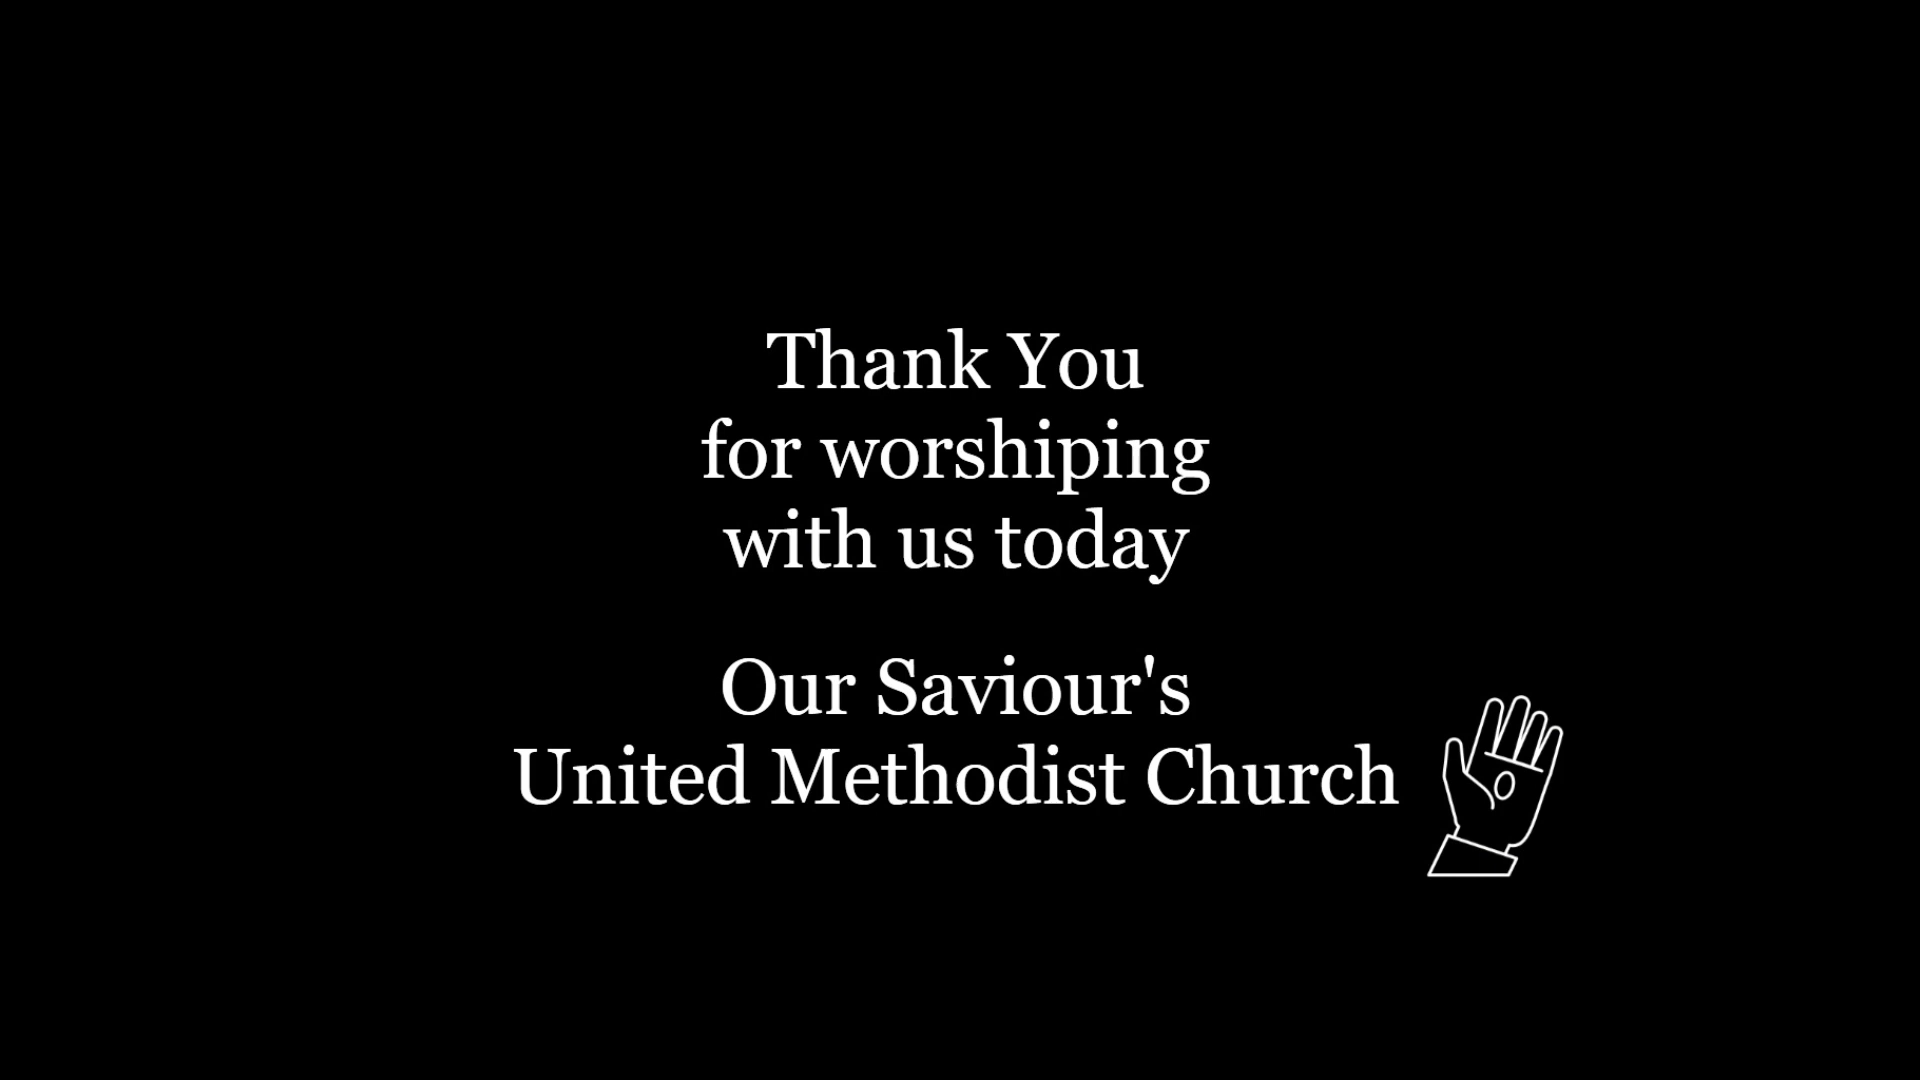 Thank You
for worshiping
with us today
Our Saviour's
United Methodist Church